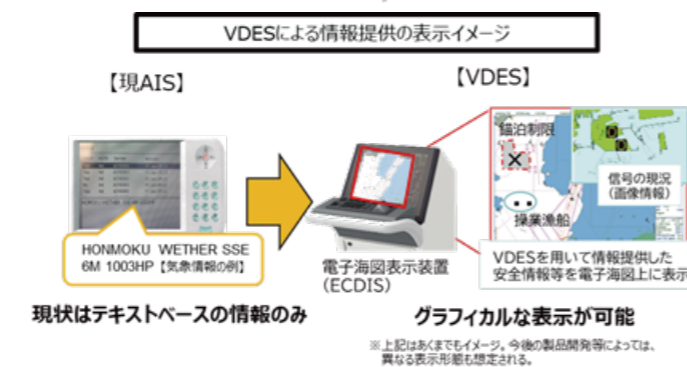 VDESによる情報提供の表示イメージ
【現AIS】
【VDES】
錨泊制限
信号の現況
(画像情報)
操業漁船
HONMOKU WETHER SSE
6M 1003HP【気象情報の例】
電子海図表示装置
(ECDIS)
VDESを用いて情報提供した
安全情報等を電子海図上に表示
現状はテキストベースの情報のみ
グラフィカルな表示が可能
※上記はあくまでもイメージ。今後の製品開発等によっては、
異なる表示形態も想定される。